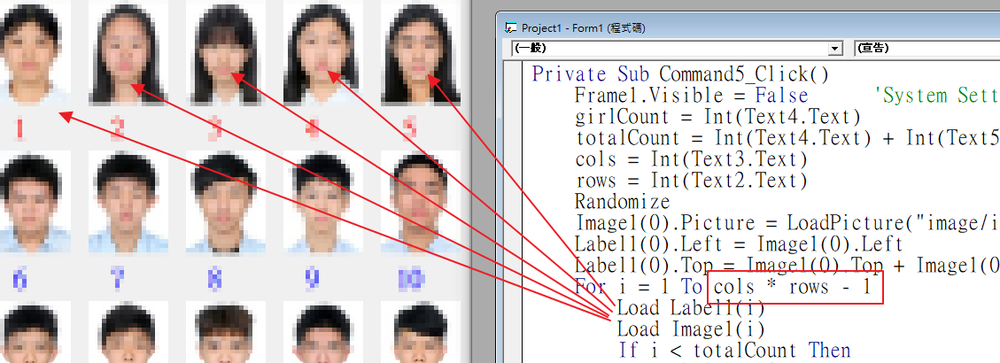 1 2 3 4 5
6 7 8 9 10
Project1 - Form1 (程式碼)
(一般) (宣告)
Private Sub Command5_Click()
Frame1.Visible = False 'System Sett
girlCount = Int(Text4.Text)
totalCount = Int(Text4.Text) + Int(Text5
cols = Int(Text3.Text)
rows = Int(Text2.Text)
Randomize
Image1(0).Picture = LoadPicture("image/i
Label1(0).Left = Image1(0).Left
Label1(0).Top = Image1(0).Top + Image1(0
For i = 1 To cols * rows - 1
Load Label1(i)
Load Image1(i)
If i < totalCount Then